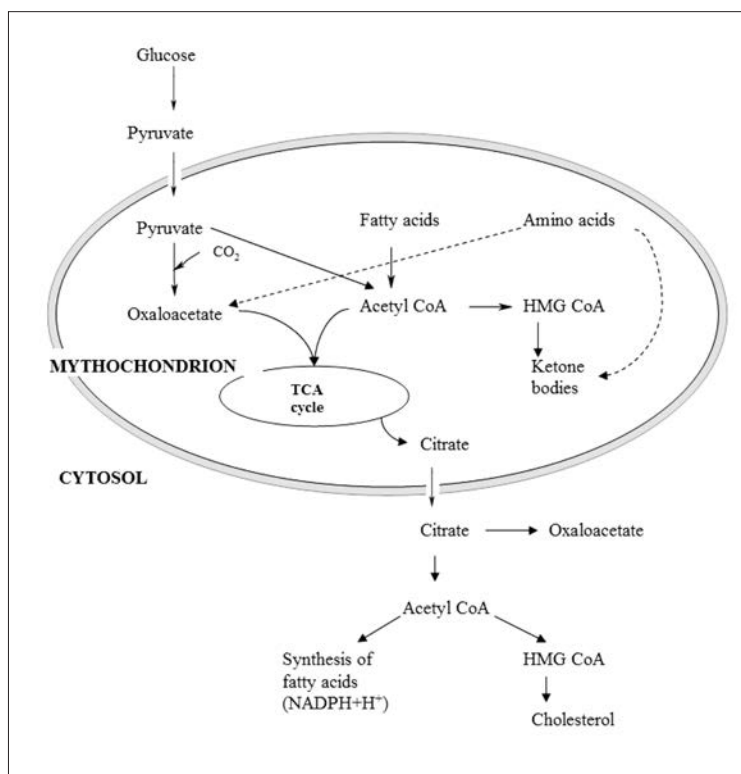 Glucose
Pyruvate
Pyruvate
Fatty acids
Amino acids
CO₂
Oxaloacetate
Acetyl CoA
HMG CoA
MYTHOCHONDRION
Ketone
bodies
TCA
cycle
Citrate
CYTOSOL
Citrate
Oxaloacetate
Acetyl CoA
Synthesis of
fatty acids
(NADPH+H⁺)
HMG CoA
Cholesterol